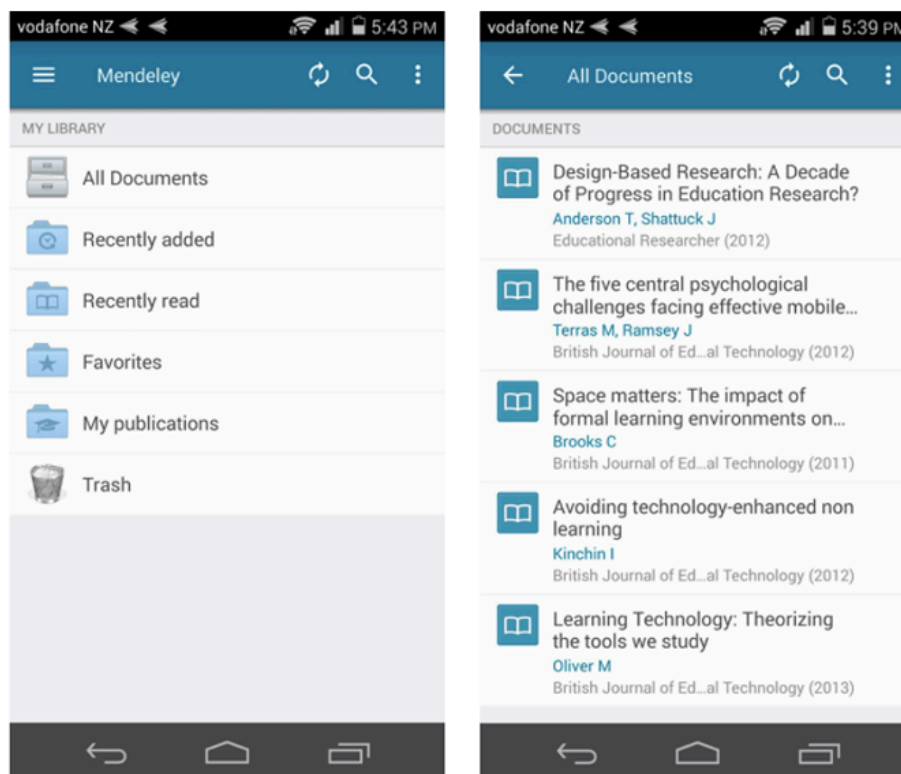 vodafone NZ 5:43 PM
Mendeley
MY LIBRARY
All Documents
Recently added
Recently read
Favorites
My publications
Trash
vodafone NZ 5:39 PM
All Documents
DOCUMENTS
Design-Based Research: A Decade
of Progress in Education Research?
Anderson T, Shattuck J
Educational Researcher (2012)
The five central psychological
challenges facing effective mobile...
Terras M, Ramsey J
British Journal of Ed...al Technology (2012)
Space matters: The impact of
formal learning environments on...
Brooks C
British Journal of Ed...al Technology (2011)
Avoiding technology-enhanced non
learning
Kinchin I
British Journal of Ed...al Technology (2012)
Learning Technology: Theorizing
the tools we study
Oliver M
British Journal of Ed...al Technology (2013)